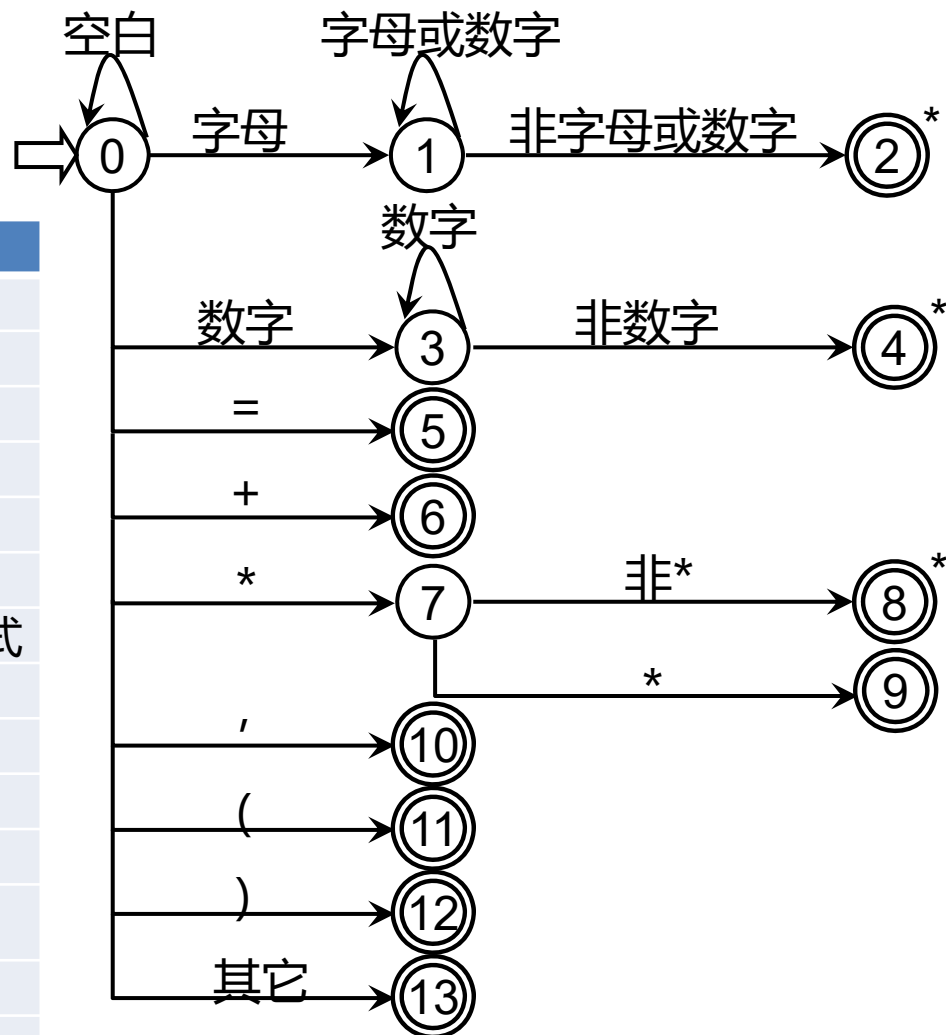 空白 字母或数字
0 字母 1 非字母或数字 2 *
数字
数字 3 非数字 4 *
= 5
+ 6
* 7 非* 8 *
式
* 9
, 10
( 11
) 12
其它 13